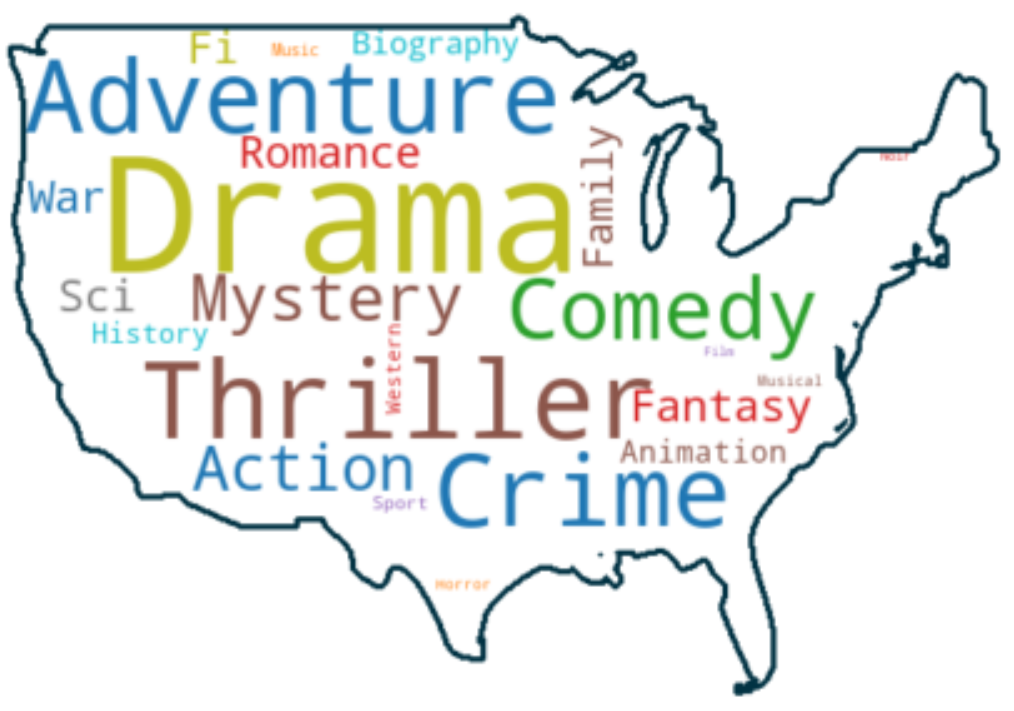 Fi
Music
Biography
Adventure
Romance
Noir
Family
War
Drama
Sci
Mystery
Comedy
History
Western
Film
Thriller
Musical
Fantasy
Action
Animation
Crime
Sport
Horror